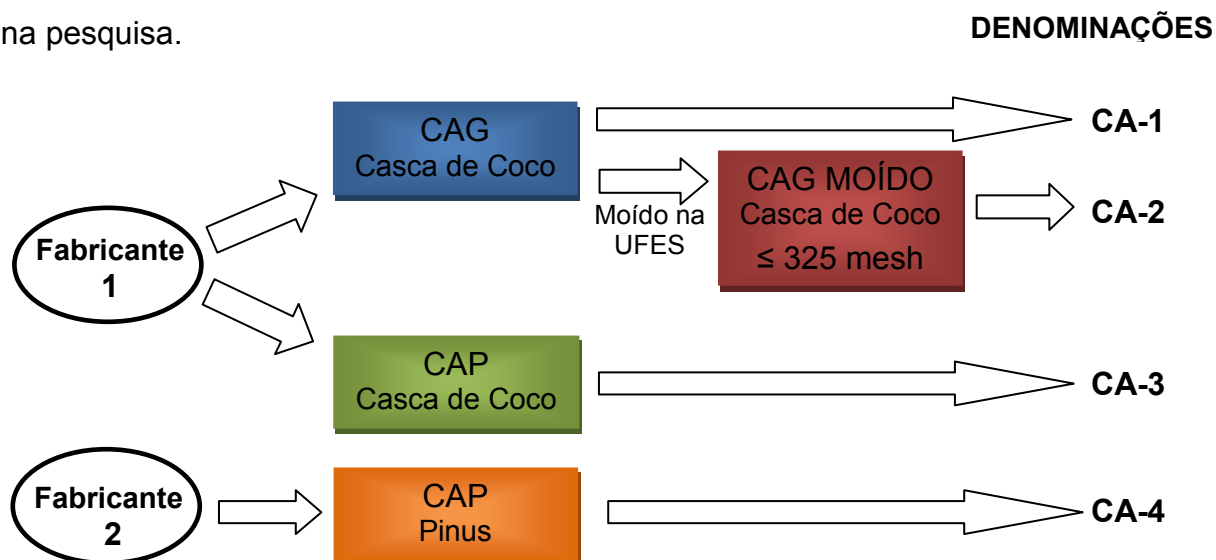 na pesquisa.
DENOMINAÇÕES
CAG
Casca de Coco
CA-1
Moído na
UFES
CAG MOÍDO
Casca de Coco
≤ 325 mesh
CA-2
Fabricante
1
CAP
Casca de Coco
CA-3
Fabricante
2
CAP
Pinus
CA-4